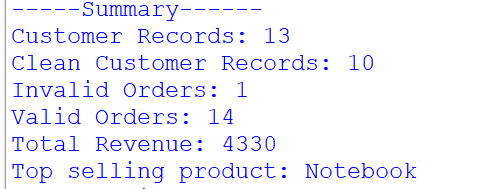 -----Summary------
Customer Records: 13
Clean Customer Records: 10
Invalid Orders: 1
Valid Orders: 14
Total Revenue: 4330
Top selling product: Notebook